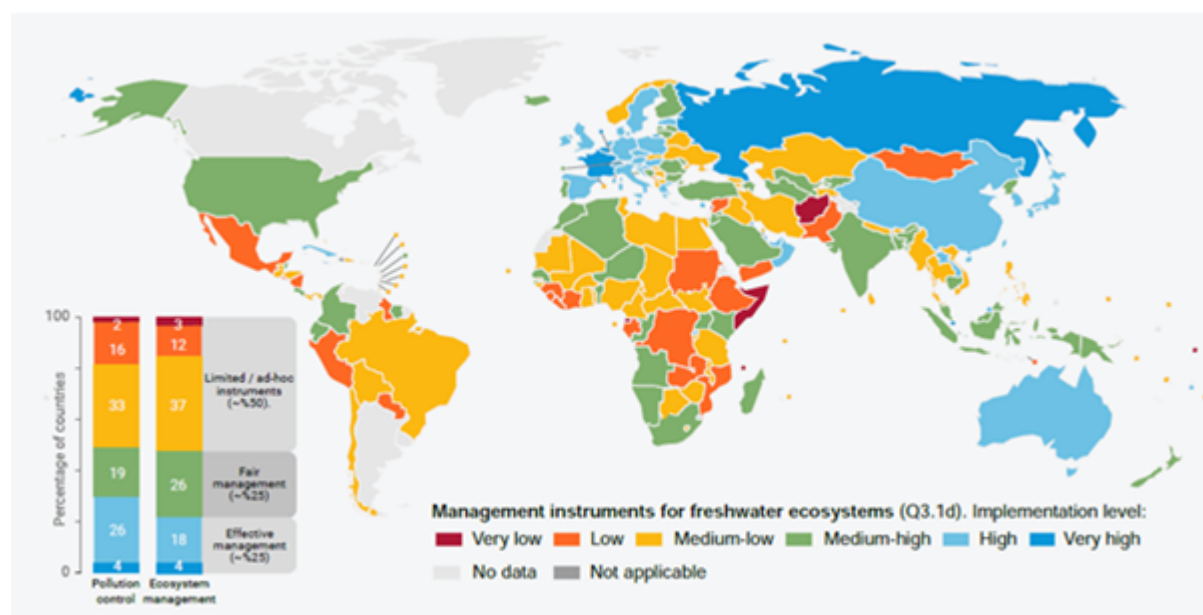 100
2
3
16
12
Limited / ad-hoc
instruments
(~%50).
33
37
Percentage of countries
19
26
Fair
management
(~%25)
26
18
Effective
management
(~%25)
4
4
0
Pollution
control
Ecosystem
management
Management instruments for freshwater ecosystems (Q3.1d). Implementation level:
Very low
Low
Medium-low
Medium-high
High
Very high
No data
Not applicable